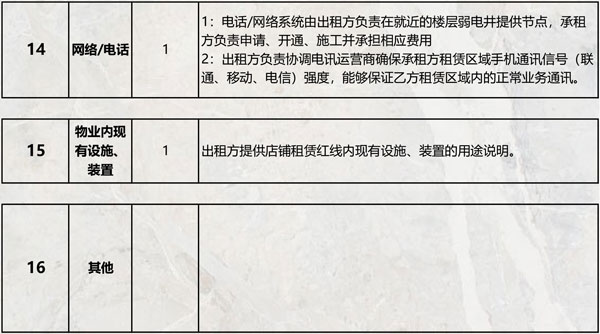 14
网络/电话
1
1：电话/网络系统由出租方负责在就近的楼层弱电井提供节点，承租
方负责申请、开通、施工并承担相应费用
2：出租方负责协调电讯运营商确保承租方租赁区域手机通讯信号（联
通、移动、电信）强度，能够保证乙方租赁区域内的正常业务通讯。
15
物业内现
有设施、
装置
1
出租方提供店铺租赁红线内现有设施、装置的用途说明。
16
其他